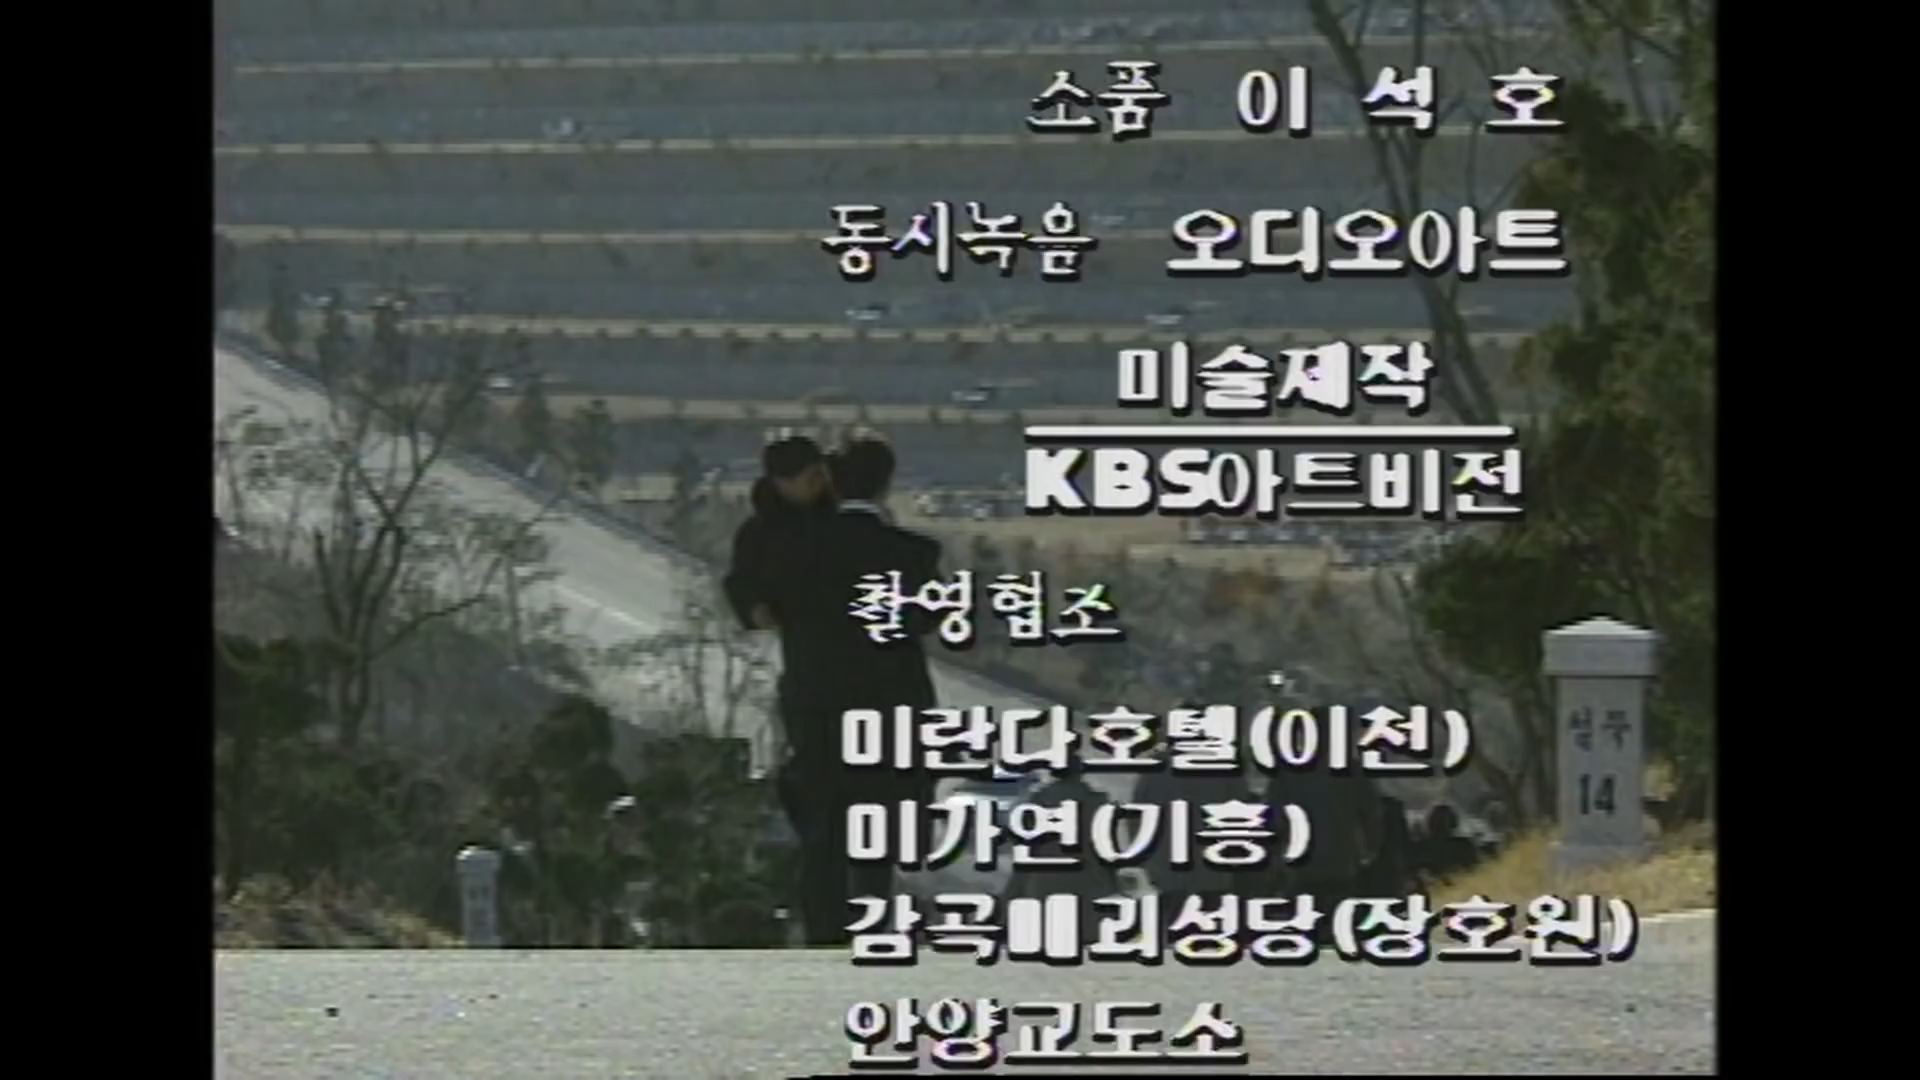 소품 이 석 호
동시녹음 오디오아트
미술제작
KBS아트비전
촬영협조
미란다호텔(이천)
미가연(기흥)
감곡매괴성당(장호원)
안양교도소
14